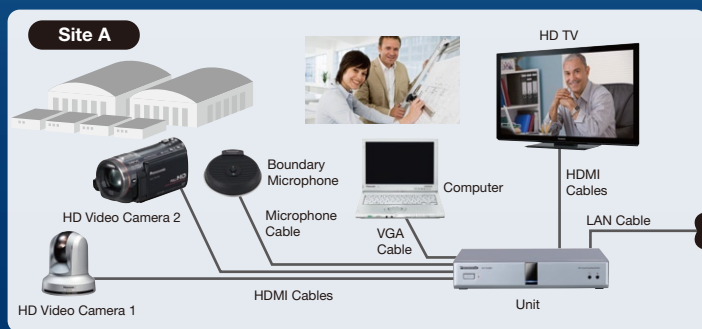 Site A
HD TV
Boundary
Microphone
Computer
HDMI
Cables
LAN Cable
HD Video Camera 2
Microphone
Cable
VGA
Cable
HDMI Cables
Unit
HD Video Camera 1
Panasonic